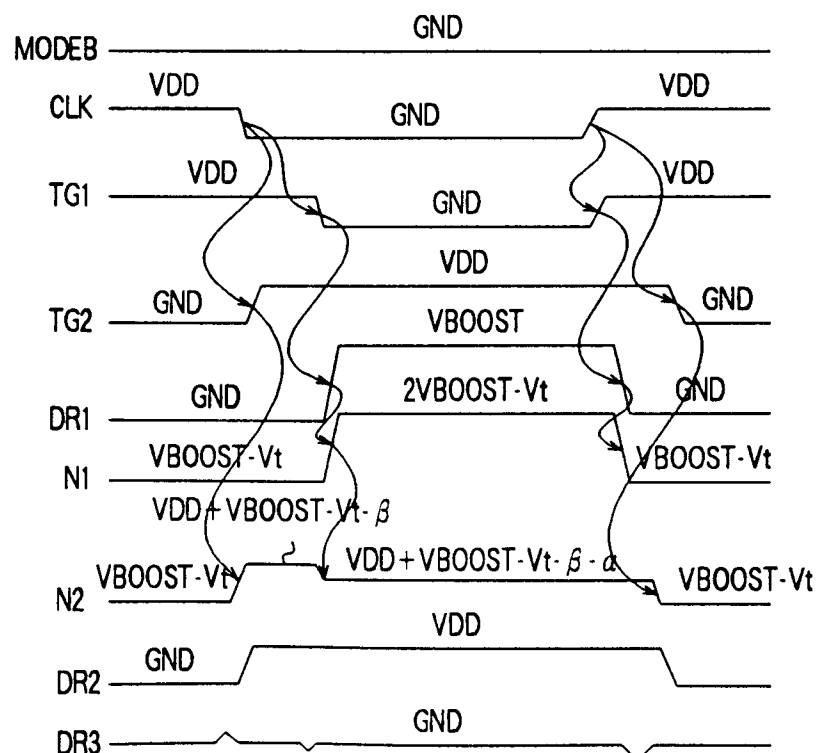 GND
MODEB
VDD
VDD
CLK
GND
VDD
VDD
TG1
GND
VDD
GND
GND
TG2
VBOOST
GND
2VBOOST-Vt
GND
DR1
VBOOST-Vt
VBOOST-Vt
N1
VDD+VBOOST-Vt-β
VDD+VBOOST-Vt-β-α
VBOOST-Vt
VBOOST-Vt
N2
VDD
GND
DR2
GND
DR3